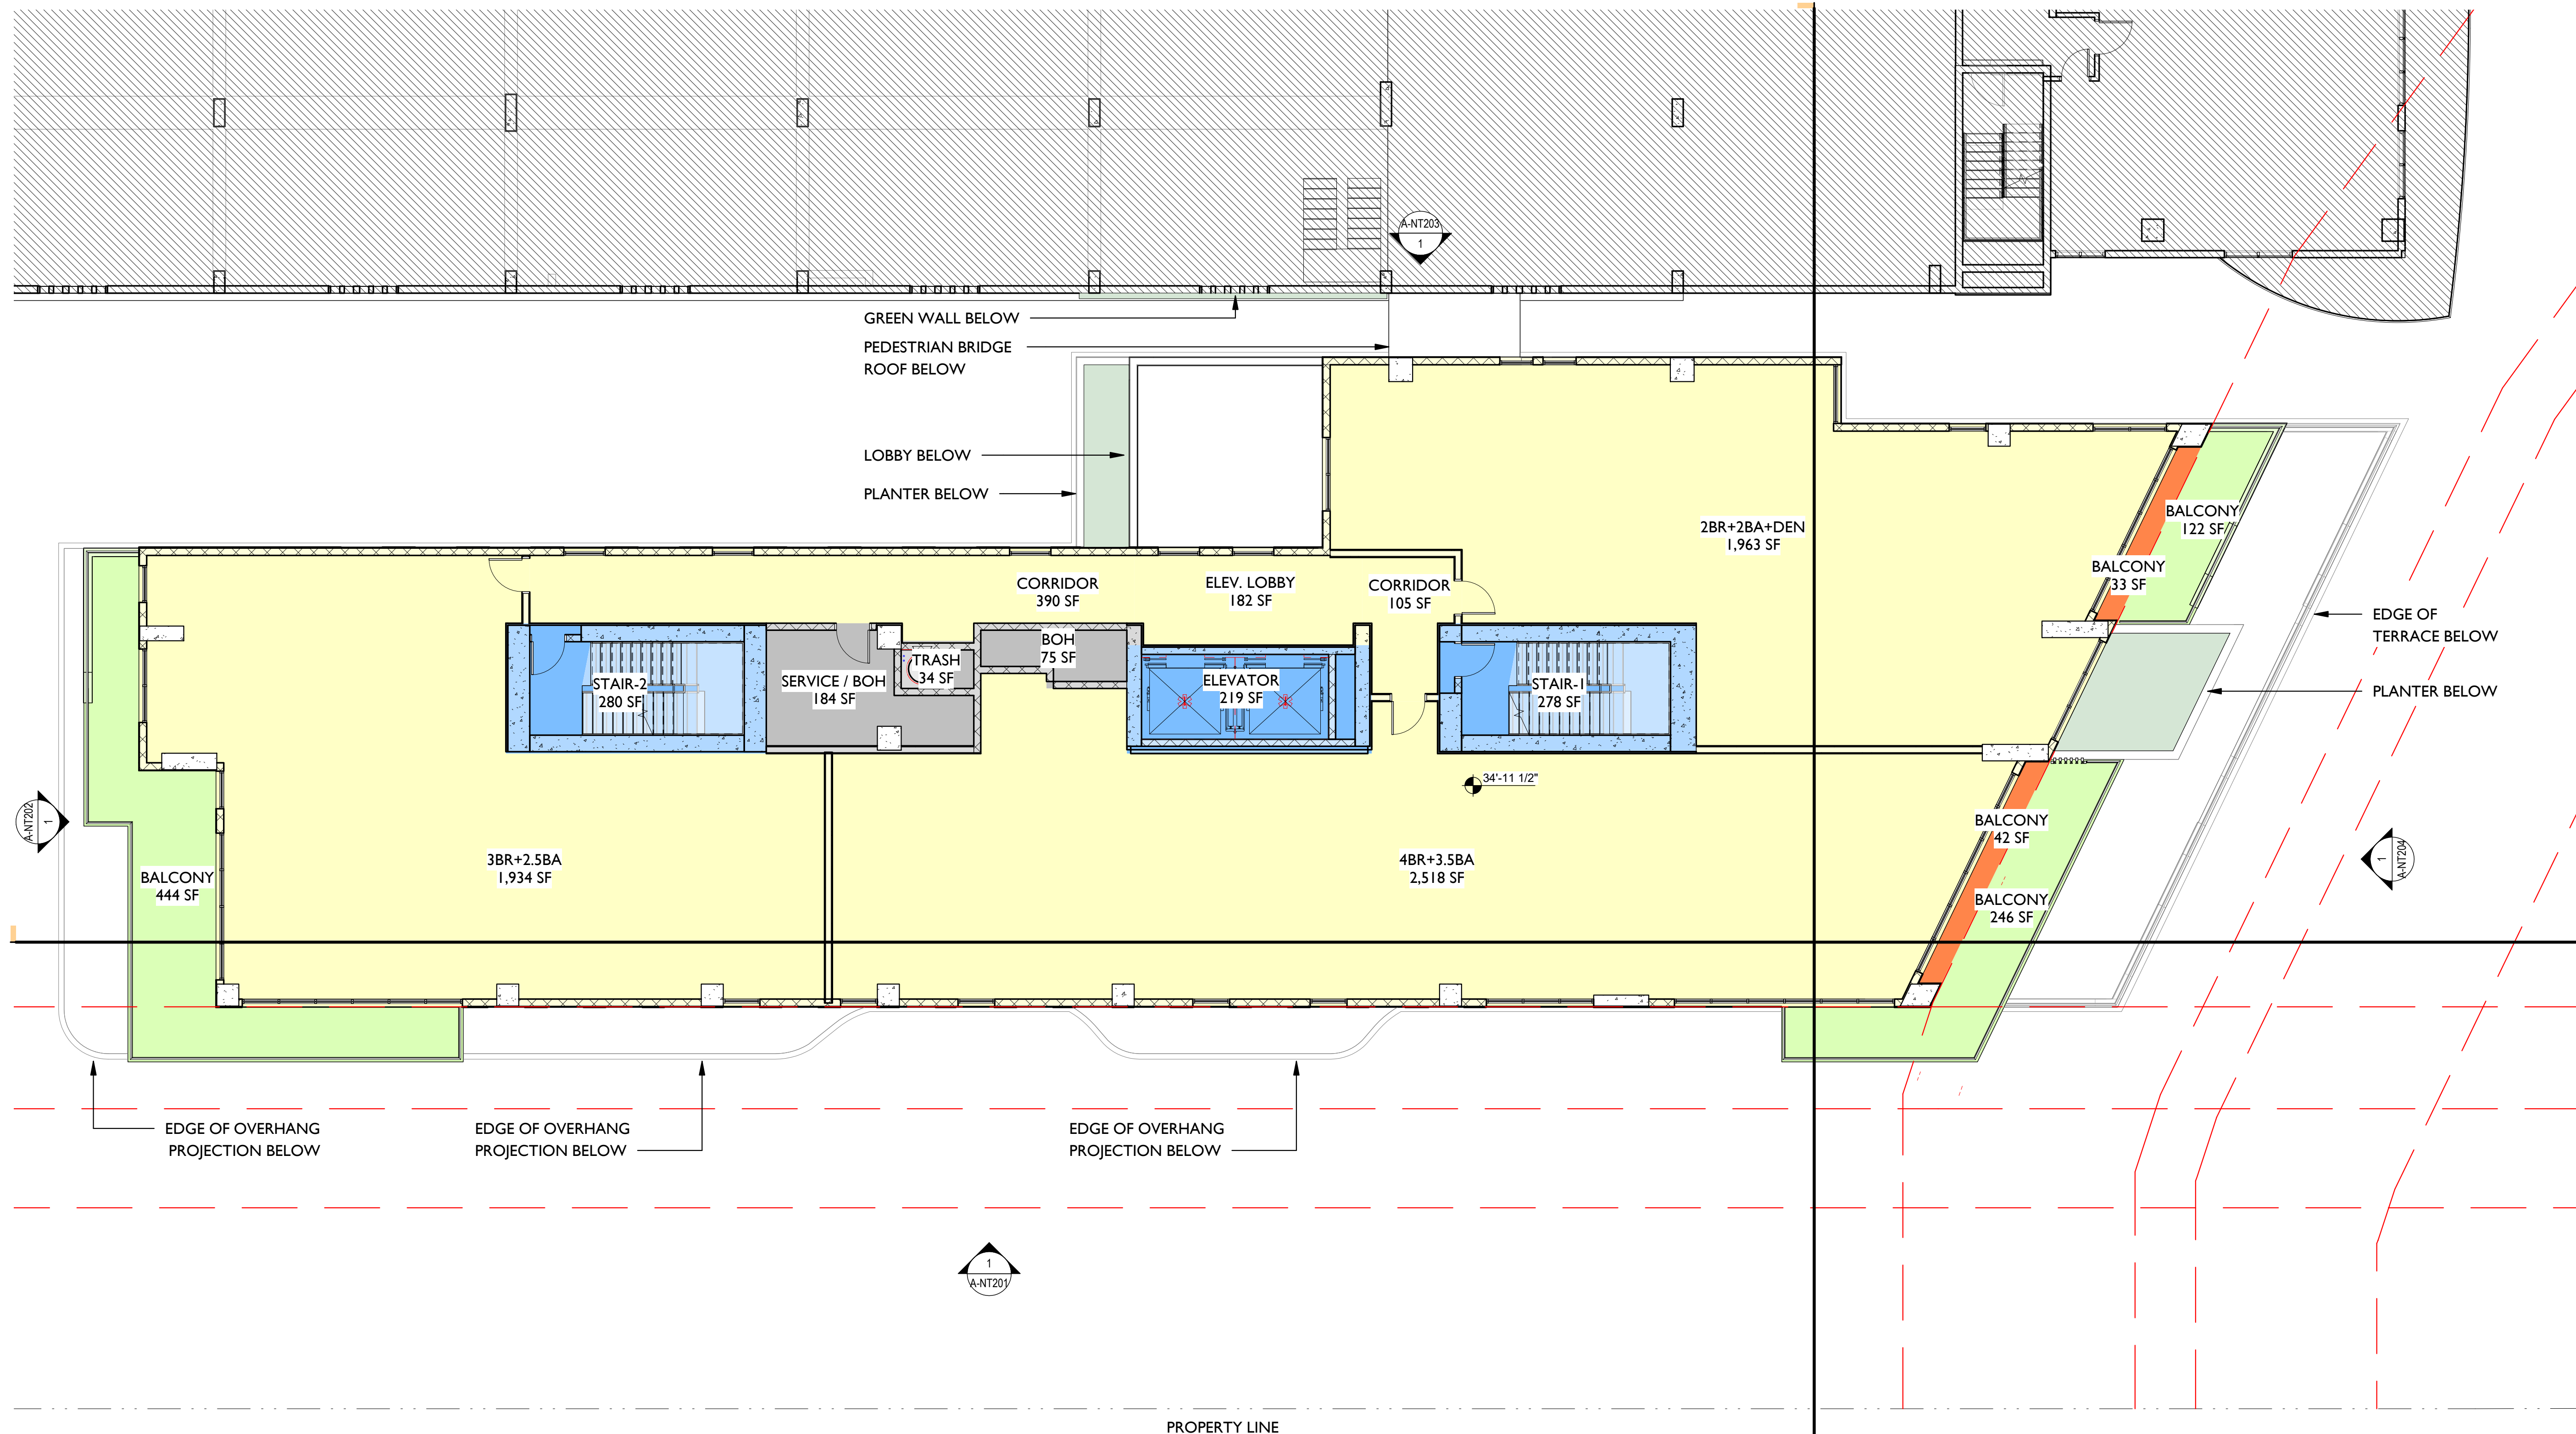 A-NT203
1
GREEN WALL BELOW
PEDESTRIAN BRIDGE
ROOF BELOW
LOBBY BELOW
PLANTER BELOW
2BR+2BA+DEN
1,963 SF
BALCONY
122 SF
BALCONY
33 SF
CORRIDOR
390 SF
ELEV. LOBBY
182 SF
CORRIDOR
105 SF
EDGE OF
TERRACE BELOW
BOH
75 SF
TRASH
34 SF
STAIR-2
280 SF
SERVICE / BOH
184 SF
ELEVATOR
219 SF
STAIR-1
278 SF
PLANTER BELOW
34'-11 1/2"
A-NT202
1
BALCONY
42 SF
3BR+2.5BA
1,934 SF
4BR+3.5BA
2,518 SF
1
A-NT204
BALCONY
444 SF
BALCONY
246 SF
EDGE OF OVERHANG
PROJECTION BELOW
EDGE OF OVERHANG
PROJECTION BELOW
EDGE OF OVERHANG
PROJECTION BELOW
1
A-NT201
PROPERTY LINE